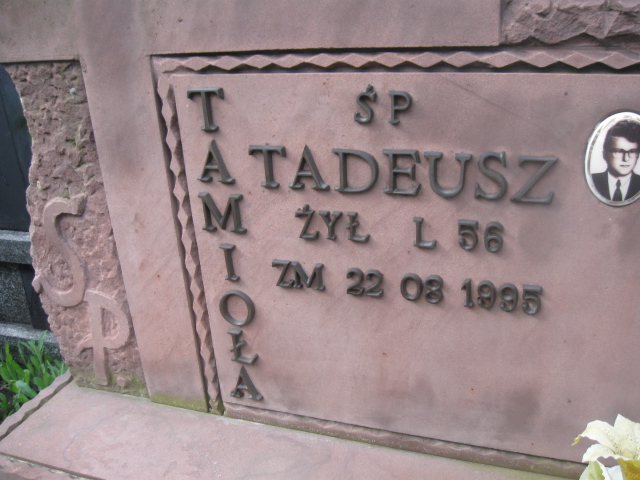 ŚP
TAMIOŁA
ŚP
TADEUSZ
ŻYŁ L 56
ZM 22 08 1995